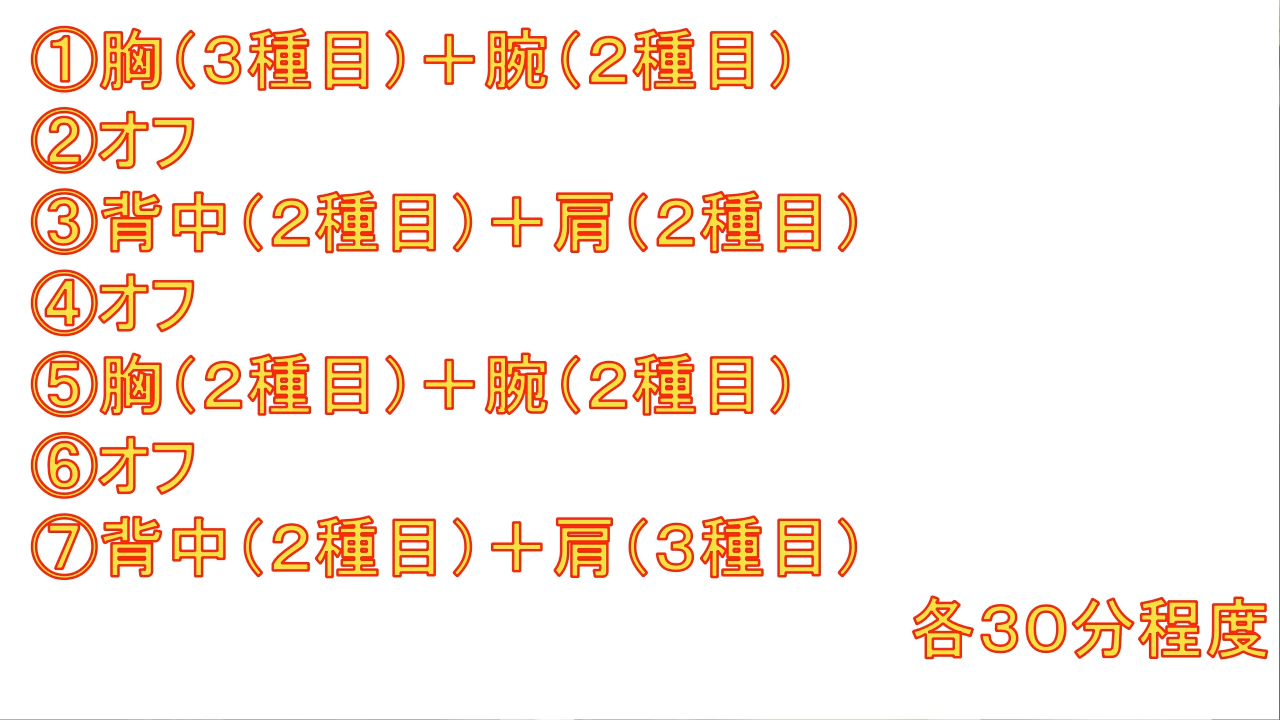 ①胸(3種目)+腕(2種目)
②オフ
③背中(2種目)+肩(2種目)
④オフ
⑤胸(2種目)+腕(2種目)
⑥オフ
⑦背中(2種目)+肩(3種目)
各30分程度